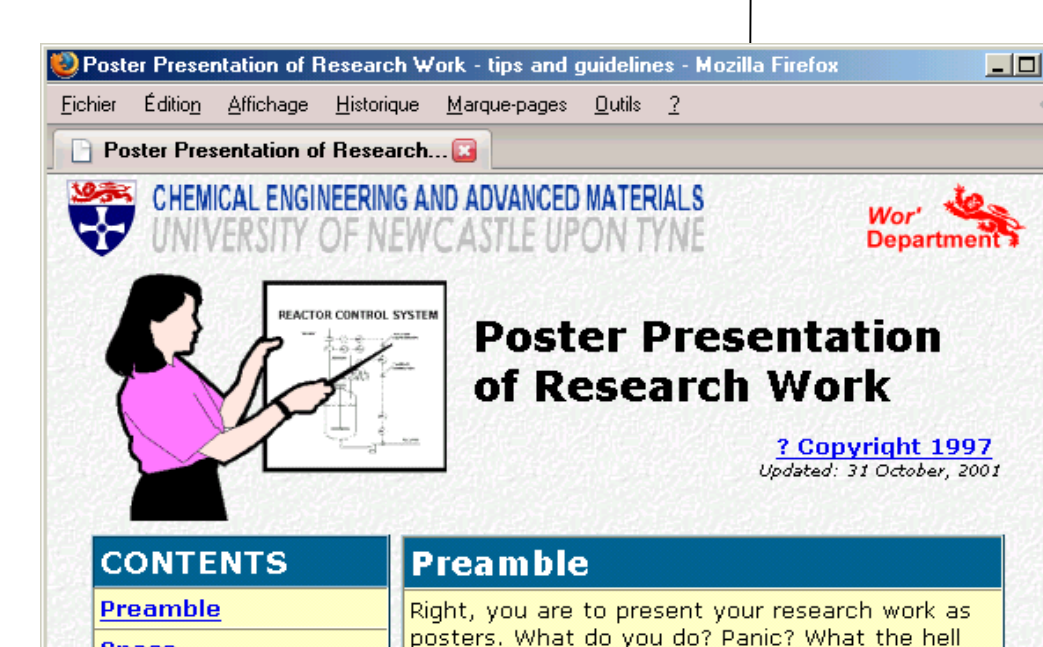 Poster Presentation of Research Work - tips and guidelines - Mozilla Firefox
Fichier Édition Affichage Historique Marque-pages Outils ?
Poster Presentation of Research...
CHEMICAL ENGINEERING AND ADVANCED MATERIALS
UNIVERSITY OF NEWCASTLE UPON TYNE
Wor'
Department
REACTOR CONTROL SYSTEM
Poster Presentation
of Research Work
? Copyright 1997
Updated: 31 October, 2001
CONTENTS
Preamble
Preamble
Right, you are to present your research work as
posters. What do you do? Panic? What the hell